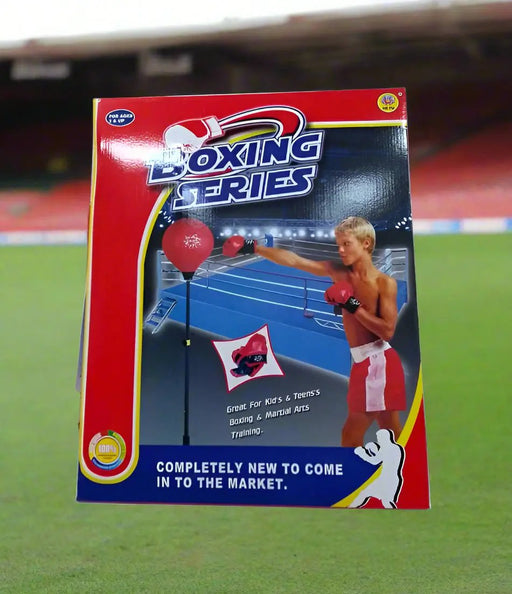 FOR AGES
BOXING
SERIES
Great For Kid's & Teens's
Boxing & Martial Arts
Training.
100%
COMPLETELY NEW TO COME
IN TO THE MARKET.